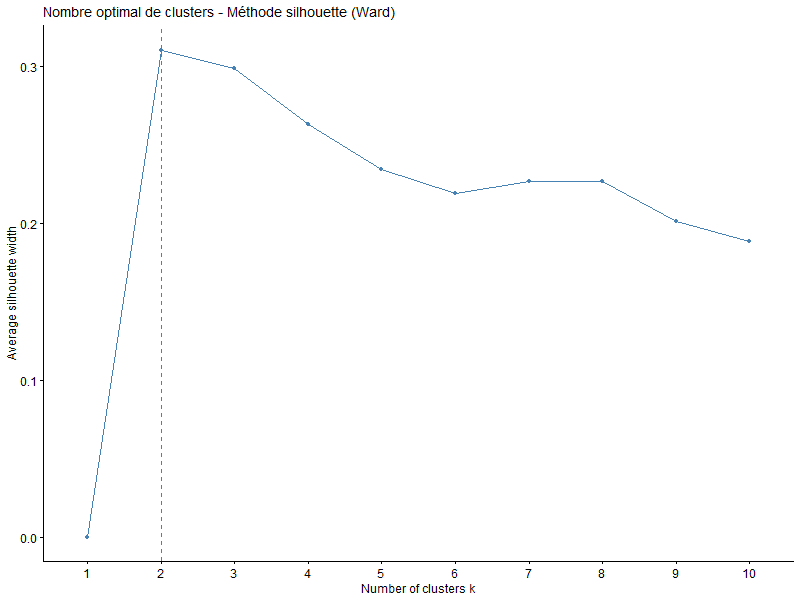 Nombre optimal de clusters - Méthode silhouette (Ward)
Average silhouette width
0.3
0.2
0.1
0.0
1 2 3 4 5 6 7 8 9 10
Number of clusters k